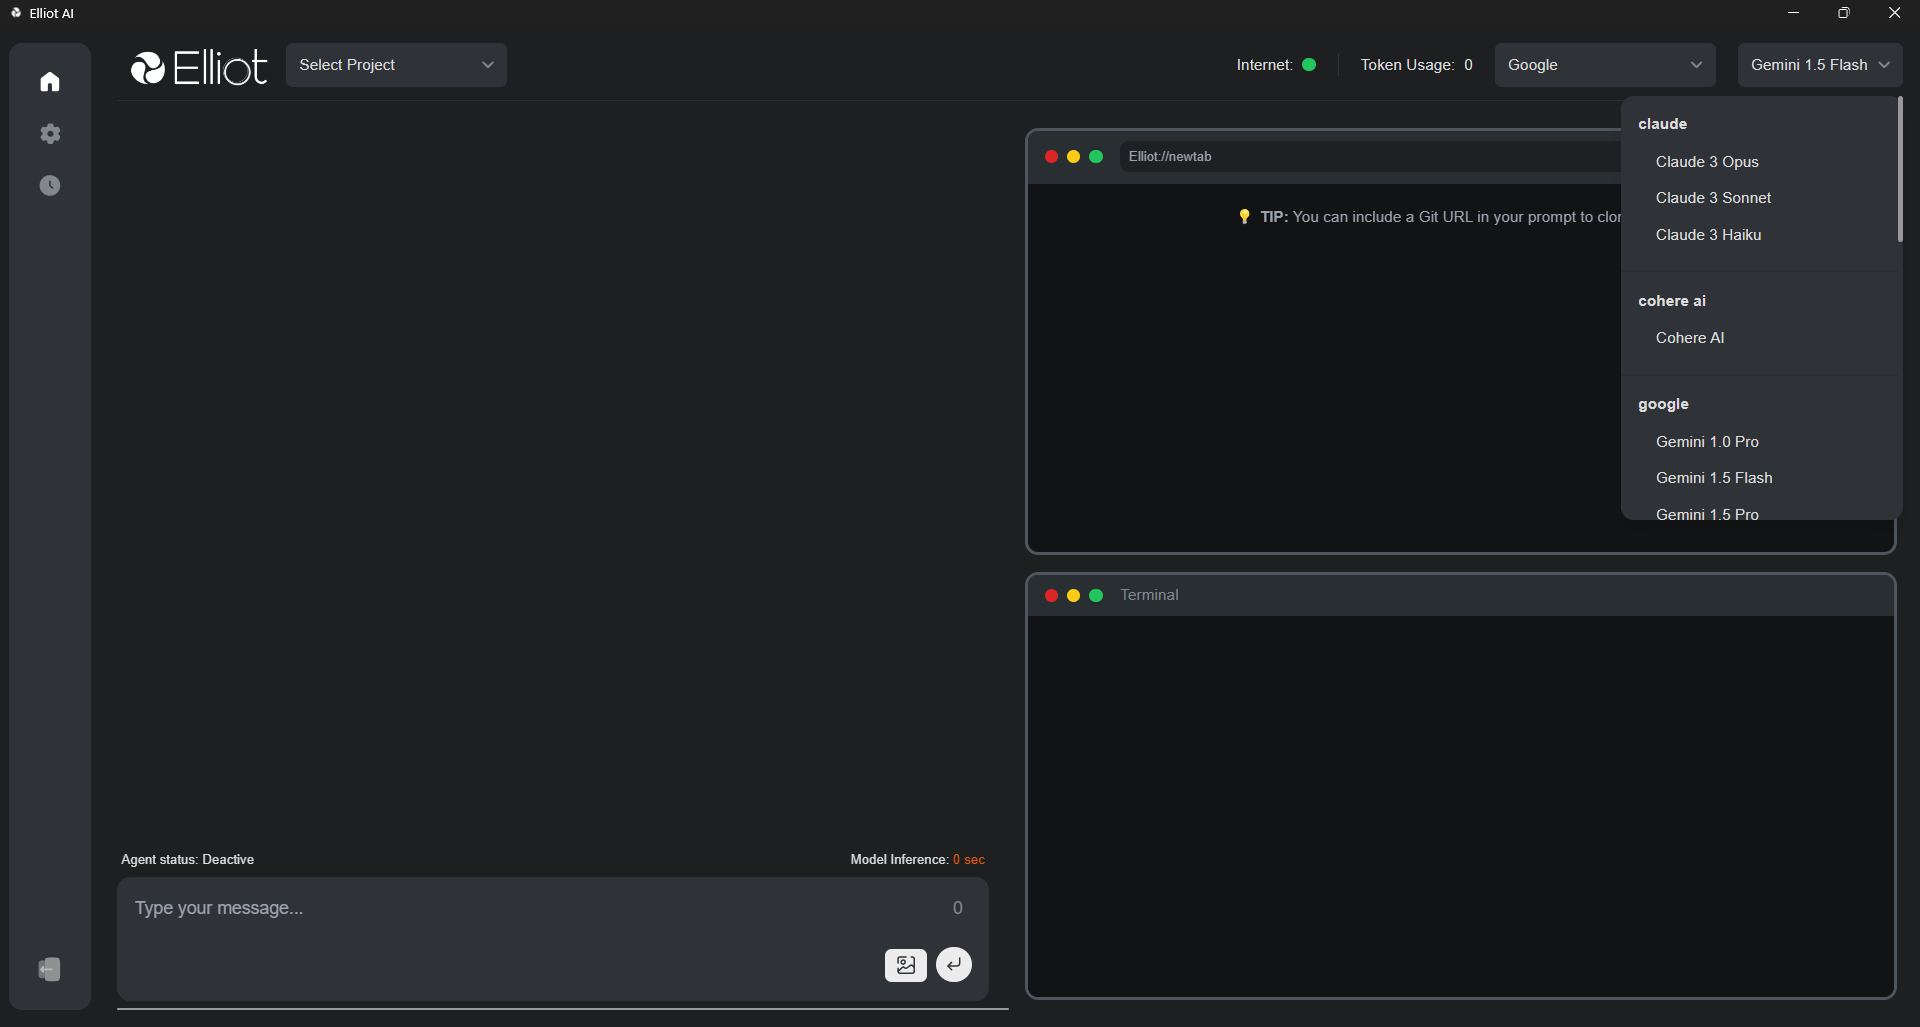 Elliot AI
Elliot
Select Project
Internet:
Token Usage: 0
Google
Gemini 1.5 Flash
claude
Claude 3 Opus
Claude 3 Sonnet
Claude 3 Haiku
cohere ai
Cohere AI
google
Gemini 1.0 Pro
Gemini 1.5 Flash
Gemini 1.5 Pro
Elliot://newtab
TIP: You can include a Git URL in your prompt to clo
Terminal
Agent status: Deactive
Model Inference: 0 sec
Type your message...
0